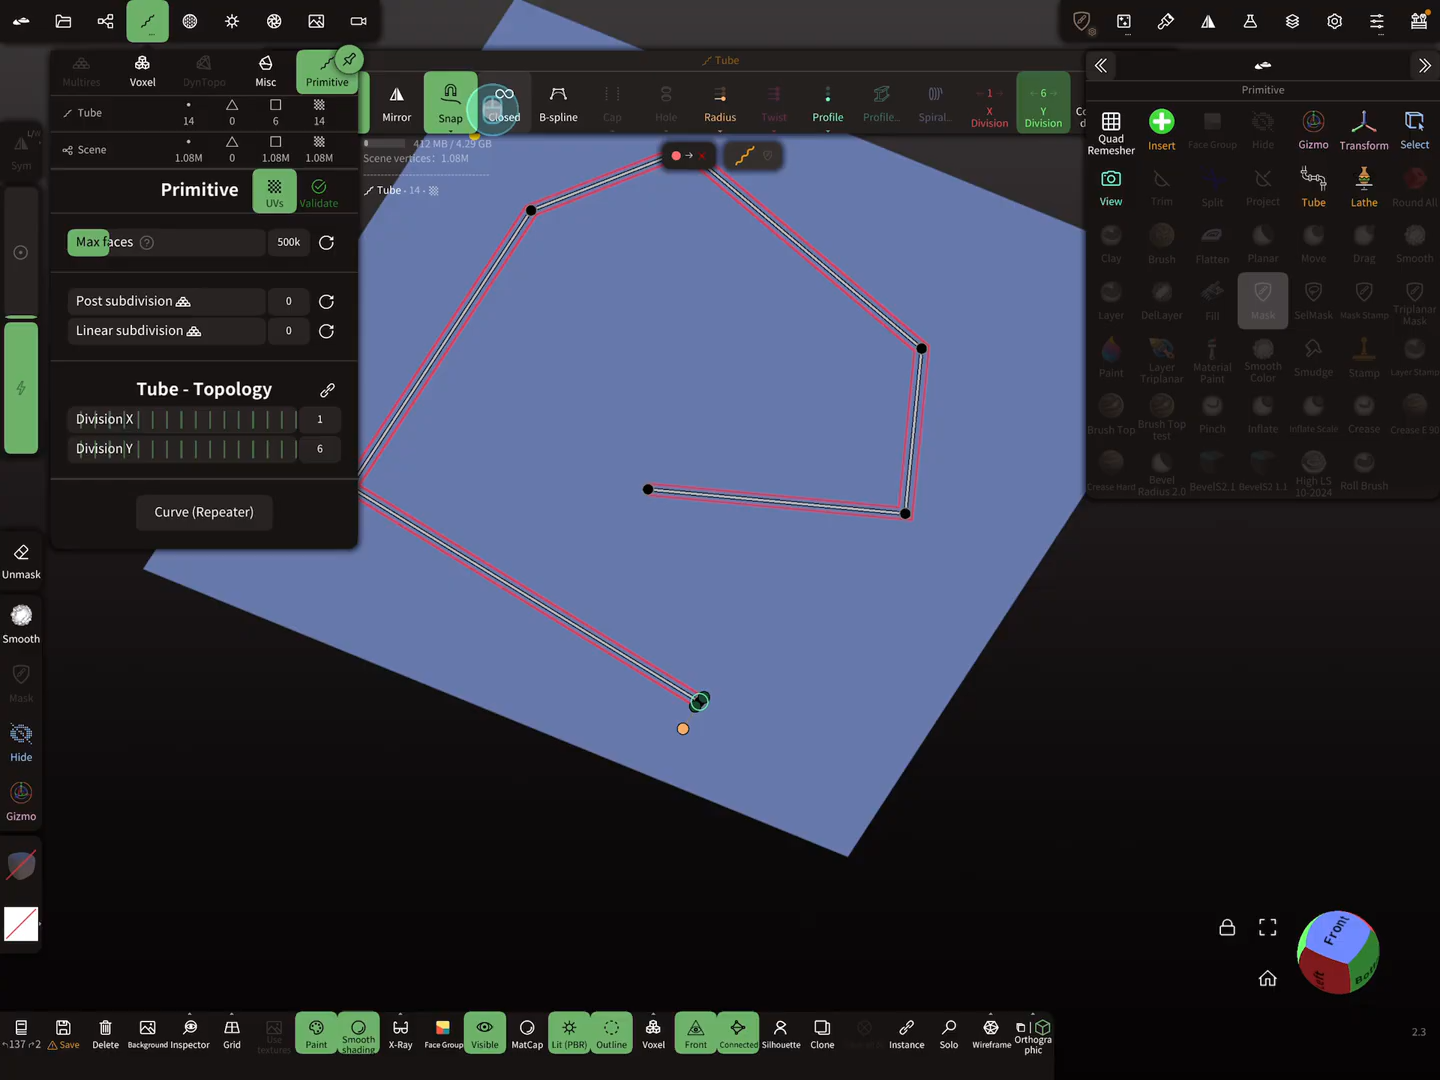 Multires
Voxel
DynTopo
Misc
Primitive
Tube
14
0
6
14
Scene
1.08M
0
1.08M
1.08M
Primitive
UVs
Validate
Max faces
500k
Post subdivision
0
Linear subdivision
0
Tube - Topology
Division X
1
Division Y
6
Curve (Repeater)
Tube
Mirror
Snap
Closed
B-spline
Cap
Hole
Radius
Twist
Profile
Profile...
Spiral...
1
X
Division
6
Y
Division
412 MB / 4.29 GB
Scene vertices: 1.08M
Tube - 14 -
Primitive
Quad
Remesher
Insert
Face Group
Hide
Gizmo
Select
View
Trim
Split
Project
Tube
Transform
Lathe
Round All
Clay
Brush
Flatten
Planar
Move
Drag
Smooth
Layer
DelLayer
Fill
Mask
SelMask
Mask Stamp
Triplanar
Mask
Paint
Layer
Triplanar
Material
Paint
Smooth
Color
Smudge
Stamp
Layer Stamp
Brush Top
Brush Top
test
Pinch
Inflate
Inflate Scale
Crease
Crease E 90
Crease Hard
Bevel
Radius 2.0
BevelS2.1
BevelS2 1.1
High LS
10-2024
Roll Brush
Sym
Unmask
Smooth
Mask
Hide
Gizmo
Front
Left
2.3
137
2
Save
Delete
Background
Inspector
Grid
Use
textures
Paint
Smooth
shading
X-Ray
Face Group
Visible
MatCap
Lit (PBR)
Outline
Voxel
Front
Connected
Silhouette
Clone
Instance
Solo
Wireframe
Orthogra
phic